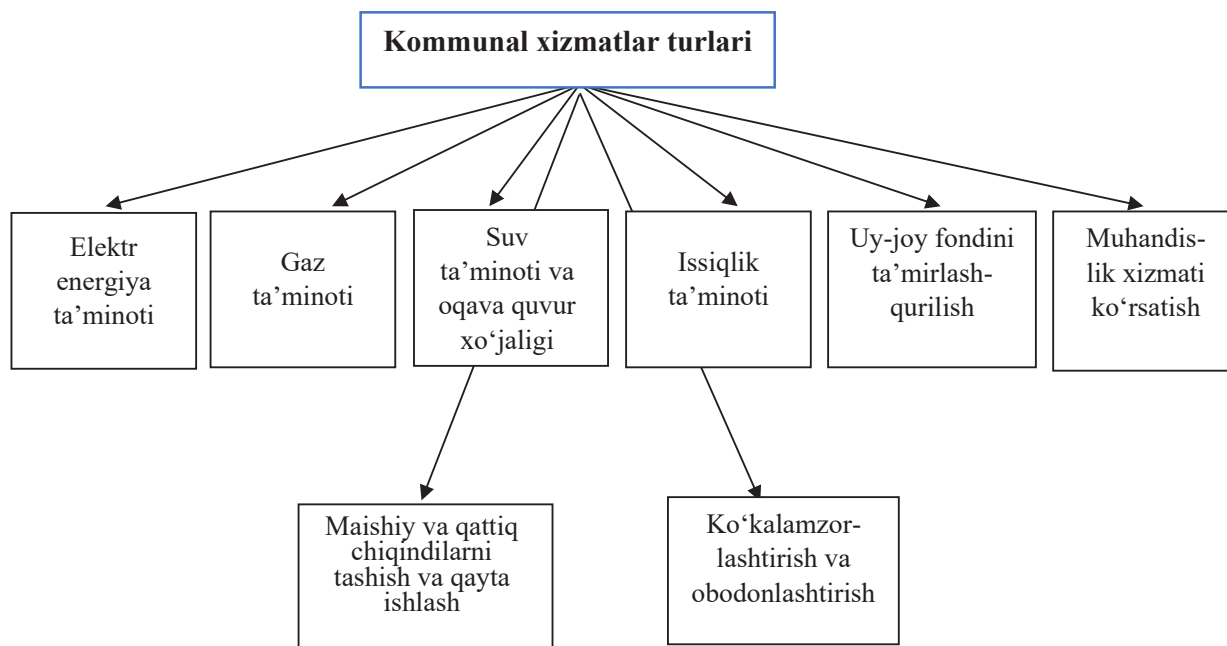 Kommunal xizmatlar turlari
Elektr
energiya
ta’minoti
Gaz
ta’minoti
Suv
ta’minoti va
oqava quvur
xo‘jaligi
Issiqlik
ta’minoti
Uy-joy fondini
ta’mirlash-
qurilish
Muhandis-
lik xizmati
ko‘rsatish
Maishiy va qattiq
chiqindilarni
tashish va qayta
ishlash
Ko‘kalamzor-
lashtirish va
obodonlashtirish